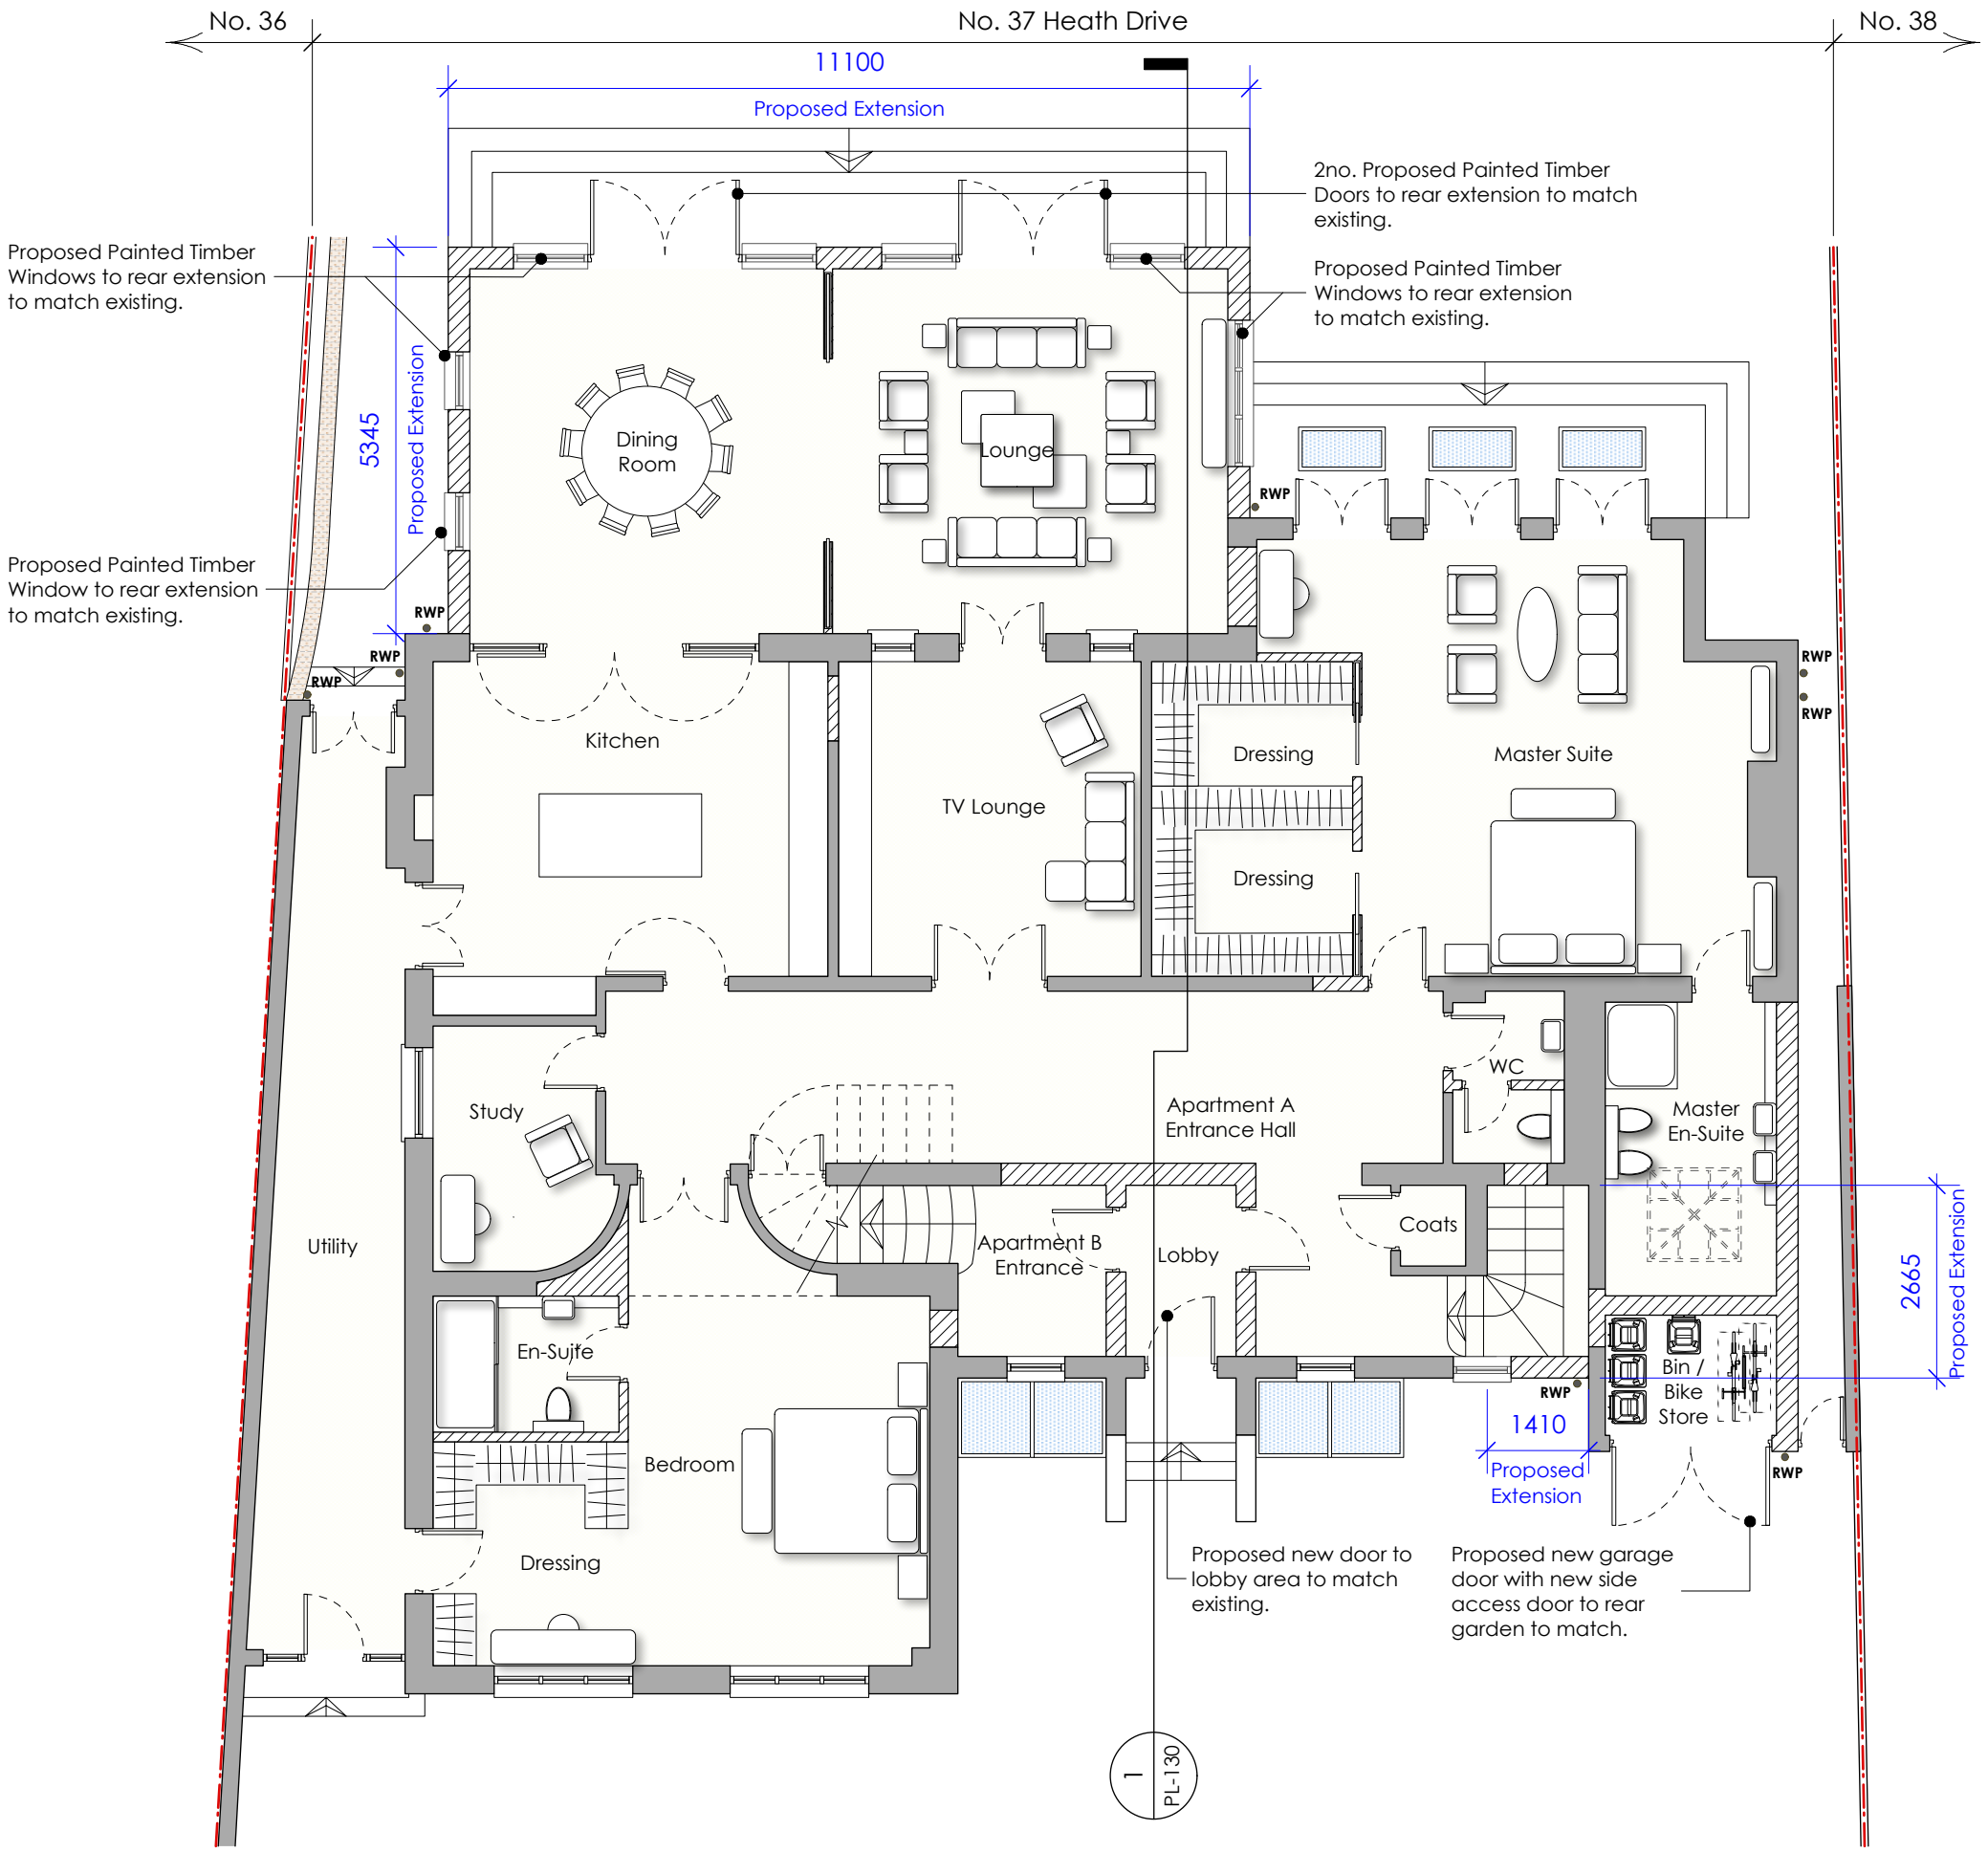 No. 36
No. 37 Heath Drive
No. 38
11100
Proposed Extension
2no. Proposed Painted Timber
Doors to rear extension to match
existing.
Proposed Painted Timber
Windows to rear extension
to match existing.
Proposed Painted Timber
Windows to rear extension
to match existing.
5345
Proposed Extension
Dining
Room
Lounge
RWP
Proposed Painted Timber
Window to rear extension
to match existing.
RWP
RWP
RWP
RWP
RWP
Kitchen
TV Lounge
Dressing
Master Suite
Dressing
Study
WC
Apartment A
Entrance Hall
Master
En-Suite
Utility
Apartment B
Entrance
Lobby
Coats
2665
Proposed Extension
En-Suite
Bin /
Bike
Store
RWP
1410
Proposed
Extension
RWP
Bedroom
Dressing
Proposed new door to
lobby area to match
existing.
Proposed new garage
door with new side
access door to rear
garden to match.
1
PL-130